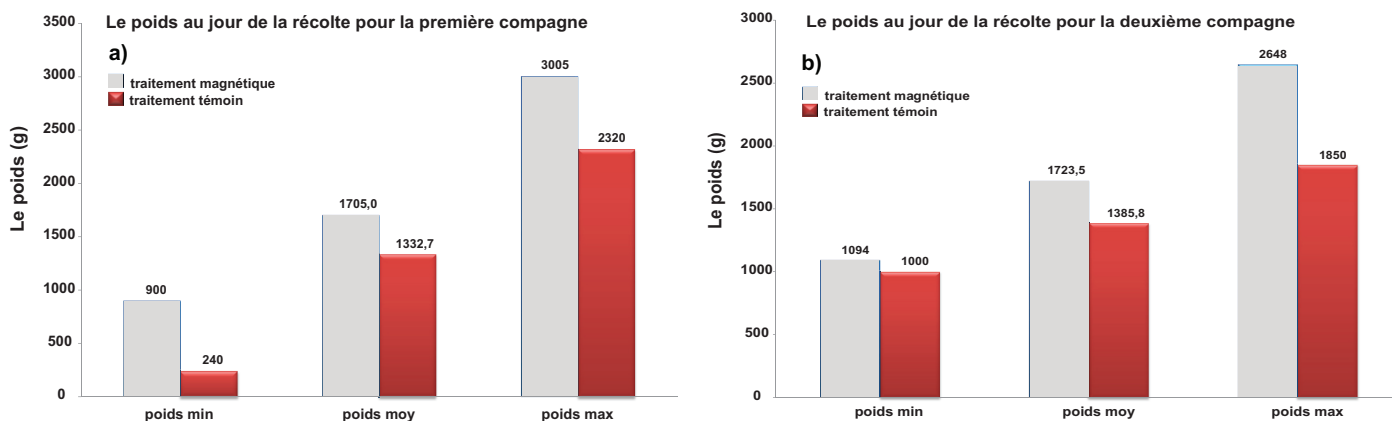 Le poids au jour de la récolte pour la première compagne
a)
traitement magnétique
traitement témoin
Le poids (g)
3500
3000
2500
2000
1500
1000
500
0
900
240
1705,0
1332,7
3005
2320
poids min
poids moy
poids max
Le poids au jour de la récolte pour la deuxième compagne
b)
traitement magnétique
traitement témoin
Le poids (g)
3000
2500
2000
1500
1000
500
0
1094
1000
1723,5
1385,8
2648
1850
poids min
poids moy
poids max